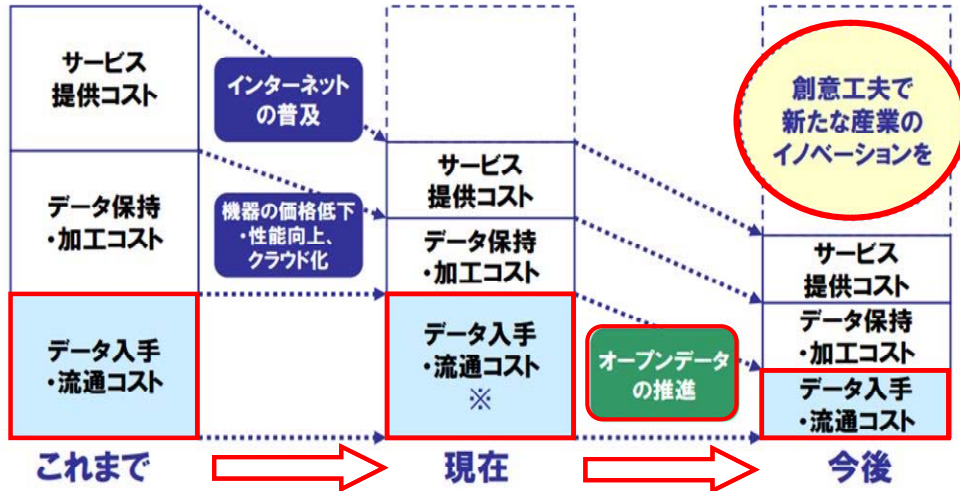 サービス
提供コスト
データ保持
・加工コスト
データ入手
・流通コスト
これまで
インターネット
の普及
機器の価格低下
・性能向上、
クラウド化
サービス
提供コスト
データ保持
・加工コスト
データ入手
・流通コスト
※
現在
オープンデータ
の推進
創意工夫で
新たな産業の
イノベーションを
サービス
提供コスト
データ保持
・加工コスト
データ入手
・流通コスト
今後